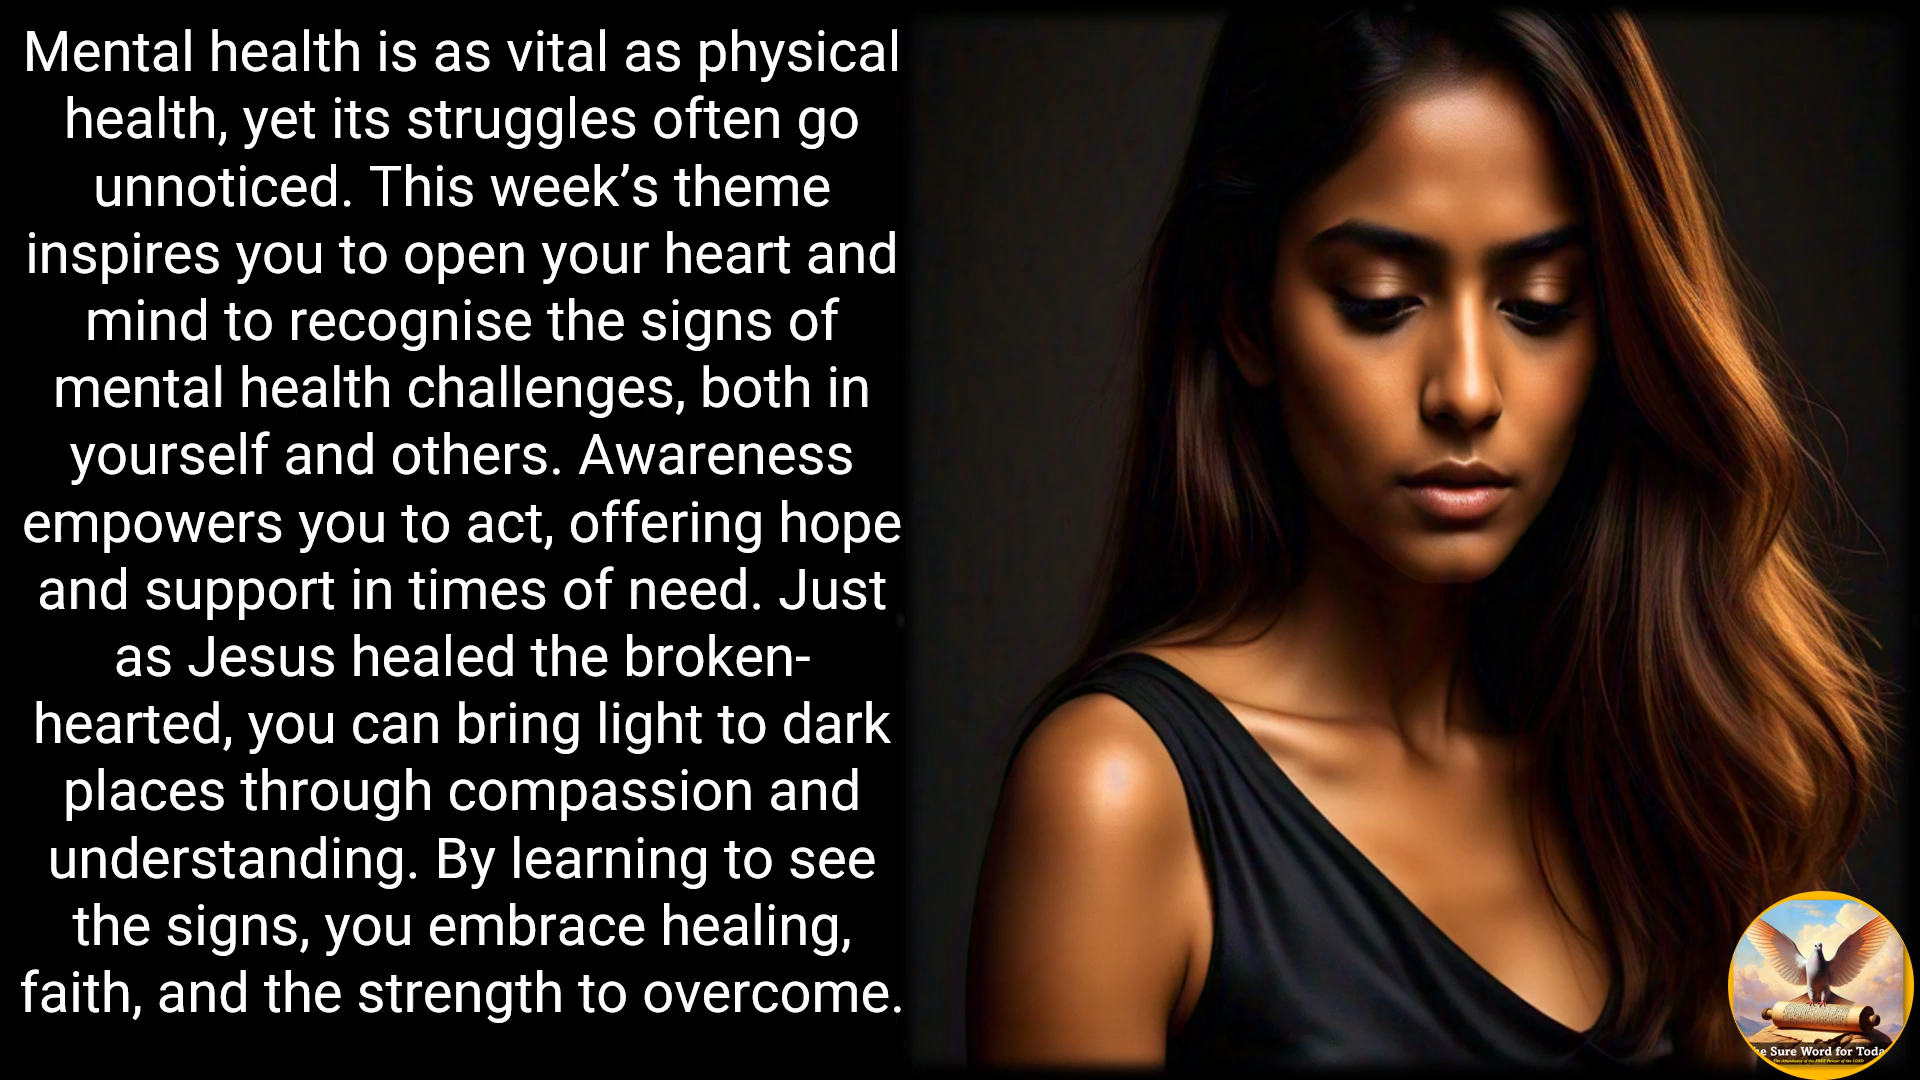 Mental health is as vital as physical
health, yet its struggles often go
unnoticed. This week’s theme
inspires you to open your heart and
mind to recognise the signs of
mental health challenges, both in
yourself and others. Awareness
empowers you to act, offering hope
and support in times of need. Just
as Jesus healed the broken-
hearted, you can bring light to dark
places through compassion and
understanding. By learning to see
the signs, you embrace healing,
faith, and the strength to overcome.
he Sure Word for Toda